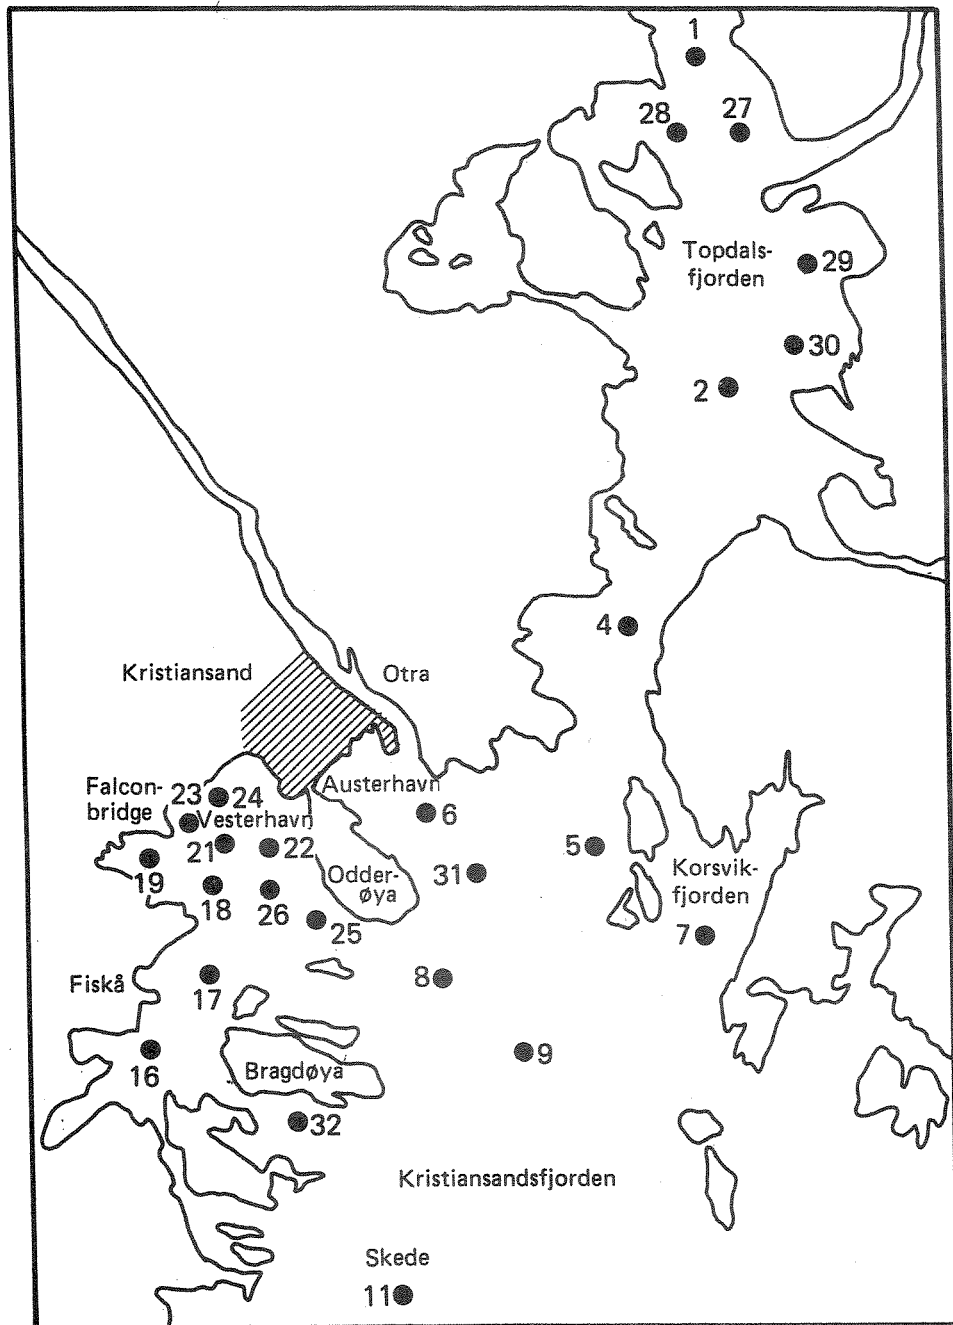 1
28
27
Topdals-
fjorden
29
30
2
4
Kristiansand
Otra
Falcon-
bridge
23
24
Austerhavn
6
Vesterhavn
21
22
5
19
18
26
Odder-
øya
31
Korsvik-
fjorden
25
7
Fiskå
17
8
16
Bragdøya
9
32
Kristiansandsfjorden
Skede
11